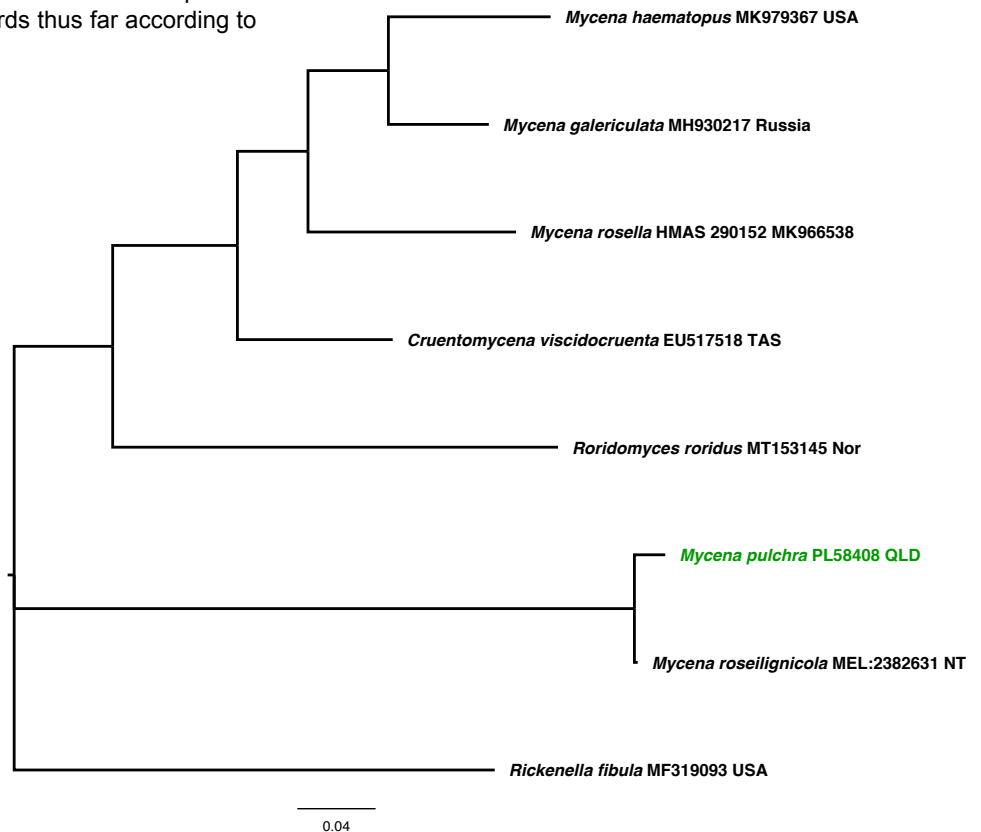 rds thus far according to
Mycena haematopus MK979367 USA
Mycena galericulata MH930217 Russia
Mycena rosella HMAS 290152 MK966538
Cruentomycena viscidocruenta EU517518 TAS
Roridomyces roridus MT153145 Nor
Mycena pulchra PL58408 QLD
Mycena roseilignicola MEL:2382631 NT
Rickenella fibula MF319093 USA
0.04